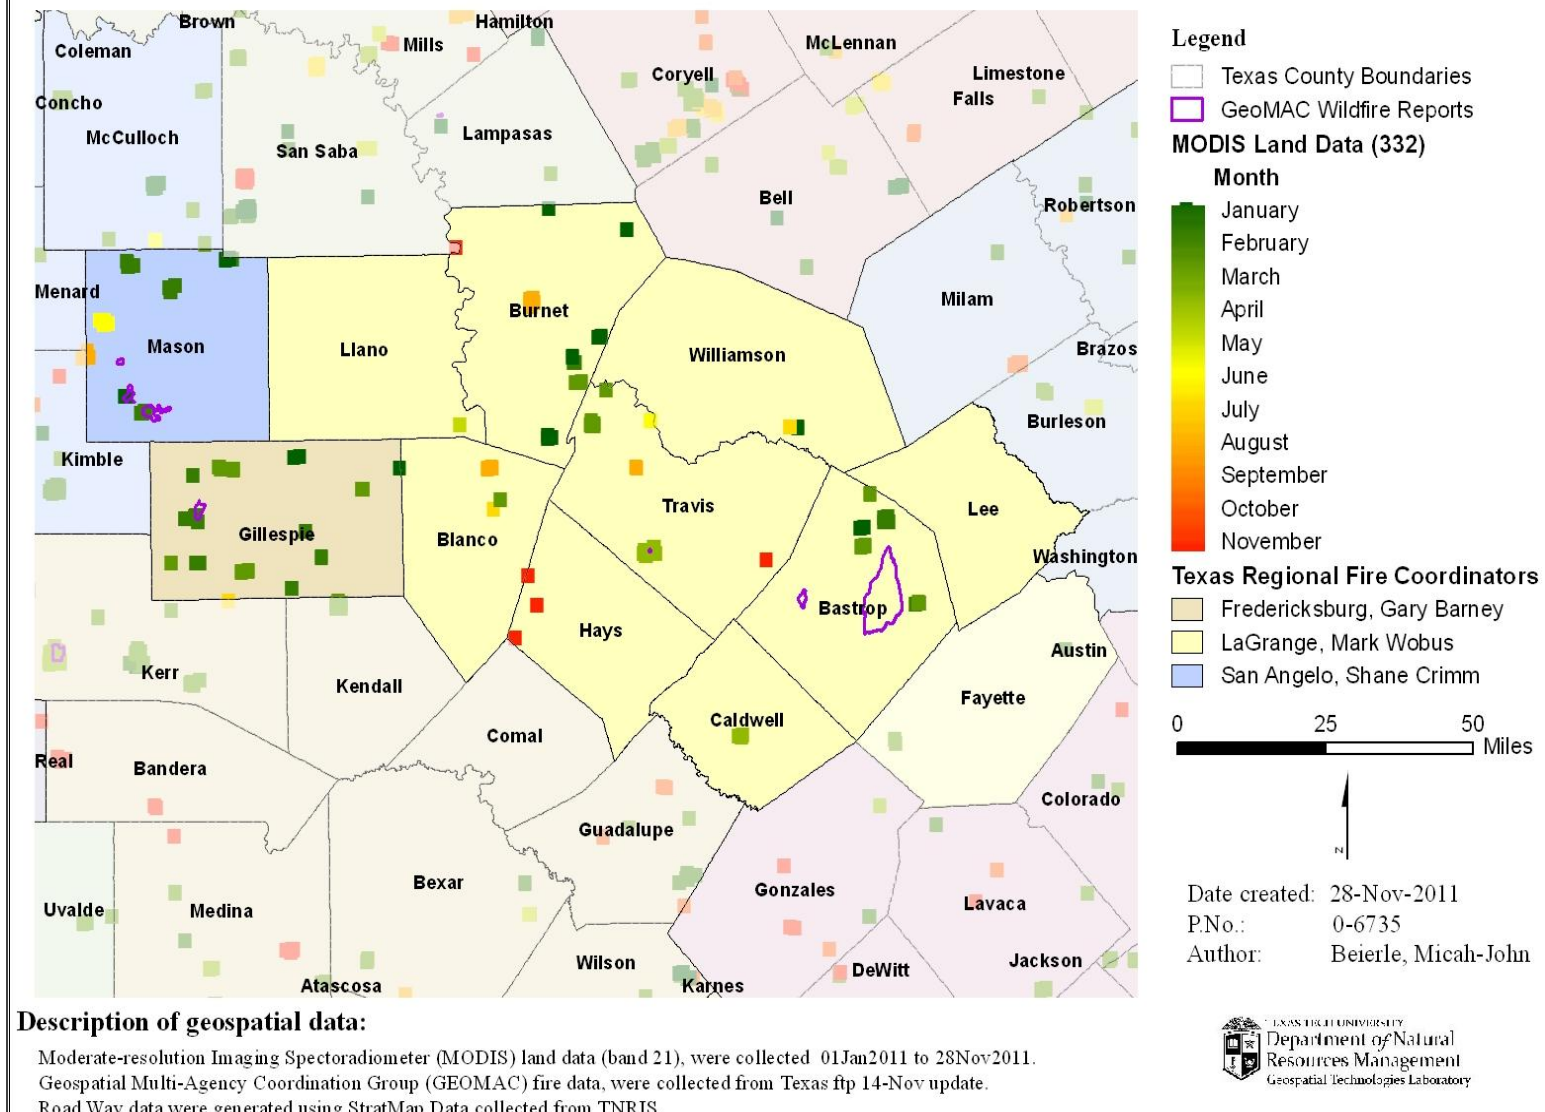 Brown
Hamilton
Coleman
Mills
McLennan
Coryell
Limestone
Falls
Concho
McCulloch
Lampasas
San Saba
Bell
Robertson
Menard
Milam
Burnet
Mason
Llano
Williamson
Brazos
Burleson
Kimble
Travis
Lee
Gillespie
Blanco
Washington
Bastrop
Hays
Austin
Kerr
Kendall
Fayette
Caldwell
Comal
Real
Bandera
Colorado
Guadalupe
Bexar
Gonzales
Uvalde
Medina
Lavaca
Wilson
DeWitt
Jackson
Atascosa
Karnes
Legend
Texas County Boundaries
GeoMAC Wildfire Reports
MODIS Land Data (332)
Month
January
February
March
April
May
June
July
August
September
October
November
Texas Regional Fire Coordinators
Fredericksburg, Gary Barney
LaGrange, Mark Wobus
San Angelo, Shane Crimm
0 25 50
Miles
N
Date created: 28-Nov-2011
P.No.: 0-6735
Author: Beierle, Micah-John
TEXAS TECH UNIVERSITY
Department of Natural
Resources Management
Geospatial Technologies Laboratory
Description of geospatial data:
Moderate-resolution Imaging Spectoradiometer (MODIS) land data (band 21), were collected 01Jan2011 to 28Nov2011.
Geospatial Multi-Agency Coordination Group (GEOMAC) fire data, were collected from Texas ftp 14-Nov update.
Road Way data were generated using StratMap Data collected from TNRIS